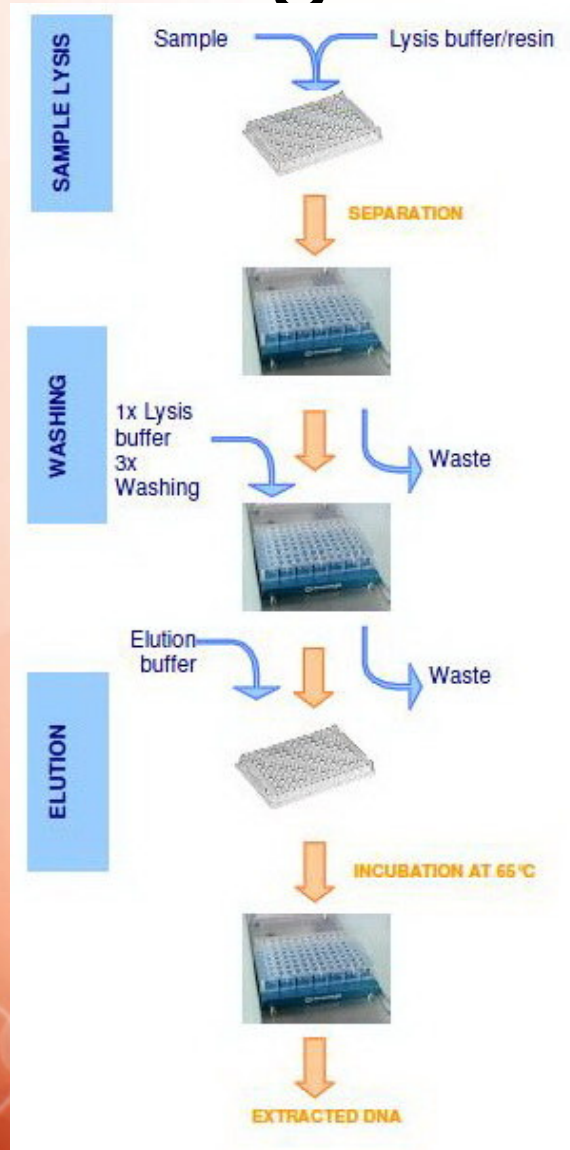 SAMPLE LYSIS
Sample
Lysis buffer/resin
SEPARATION
WASHING
1x Lysis
buffer
3x
Washing
Waste
Elution
buffer
Waste
ELUTION
INCUBATION AT 65°C
EXTRACTED DNA